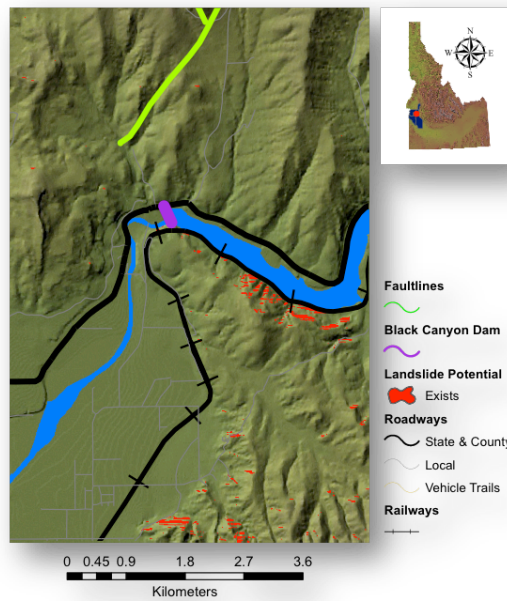 N
W
E
S
Faultlines
Black Canyon Dam
Landslide Potential
Exists
Roadways
State & County
Local
Vehicle Trails
Railways
0 0.45 0.9 1.8 2.7 3.6
Kilometers